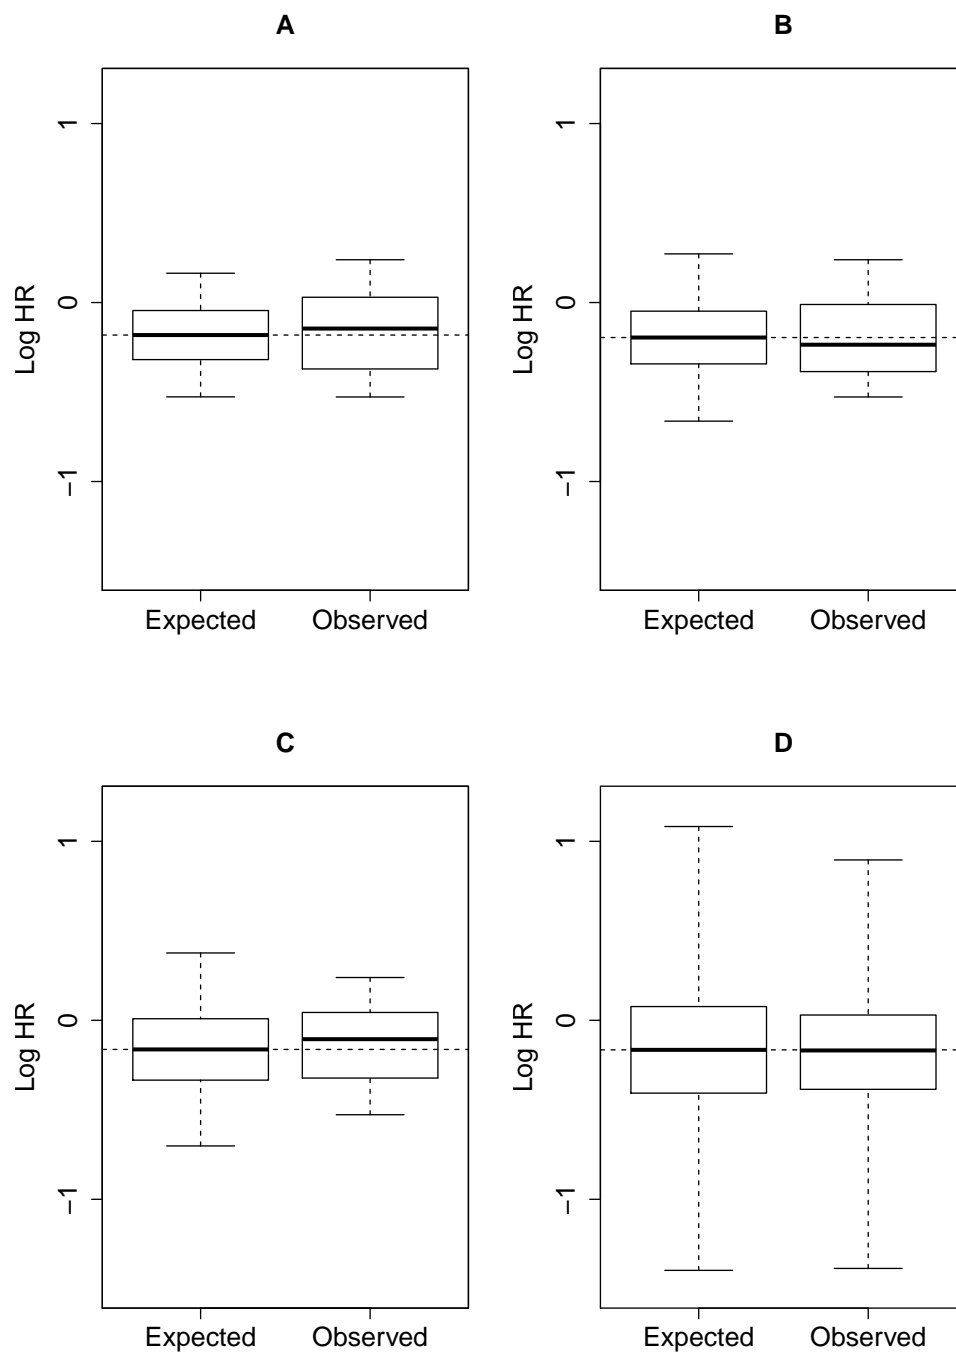 A
B
1
0
−1
Log HR
Expected
Observed
1
0
−1
Log HR
Expected
Observed
C
D
1
0
−1
Log HR
Expected
Observed
1
0
−1
Log HR
Expected
Observed